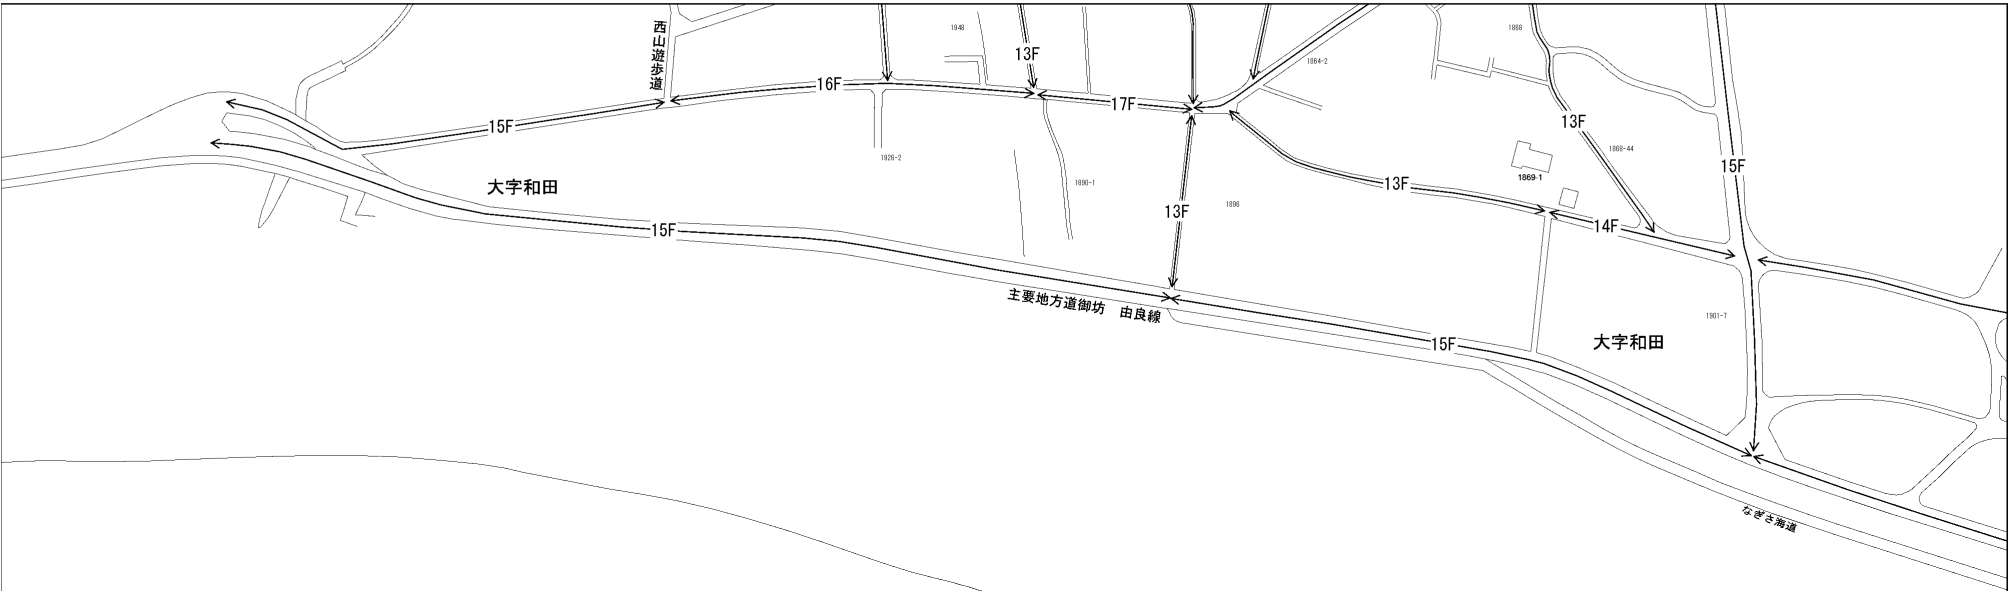 西山遊歩道
1948
13F
1868
1864-2
16F
17F
15F
13F
1868-44
1926-2
15F
1869-1
大字和田
1890-1
13F
1896
13F
14F
15F
主要地方道御坊　由良線
1901-7
大字和田
15F
なぎさ海道